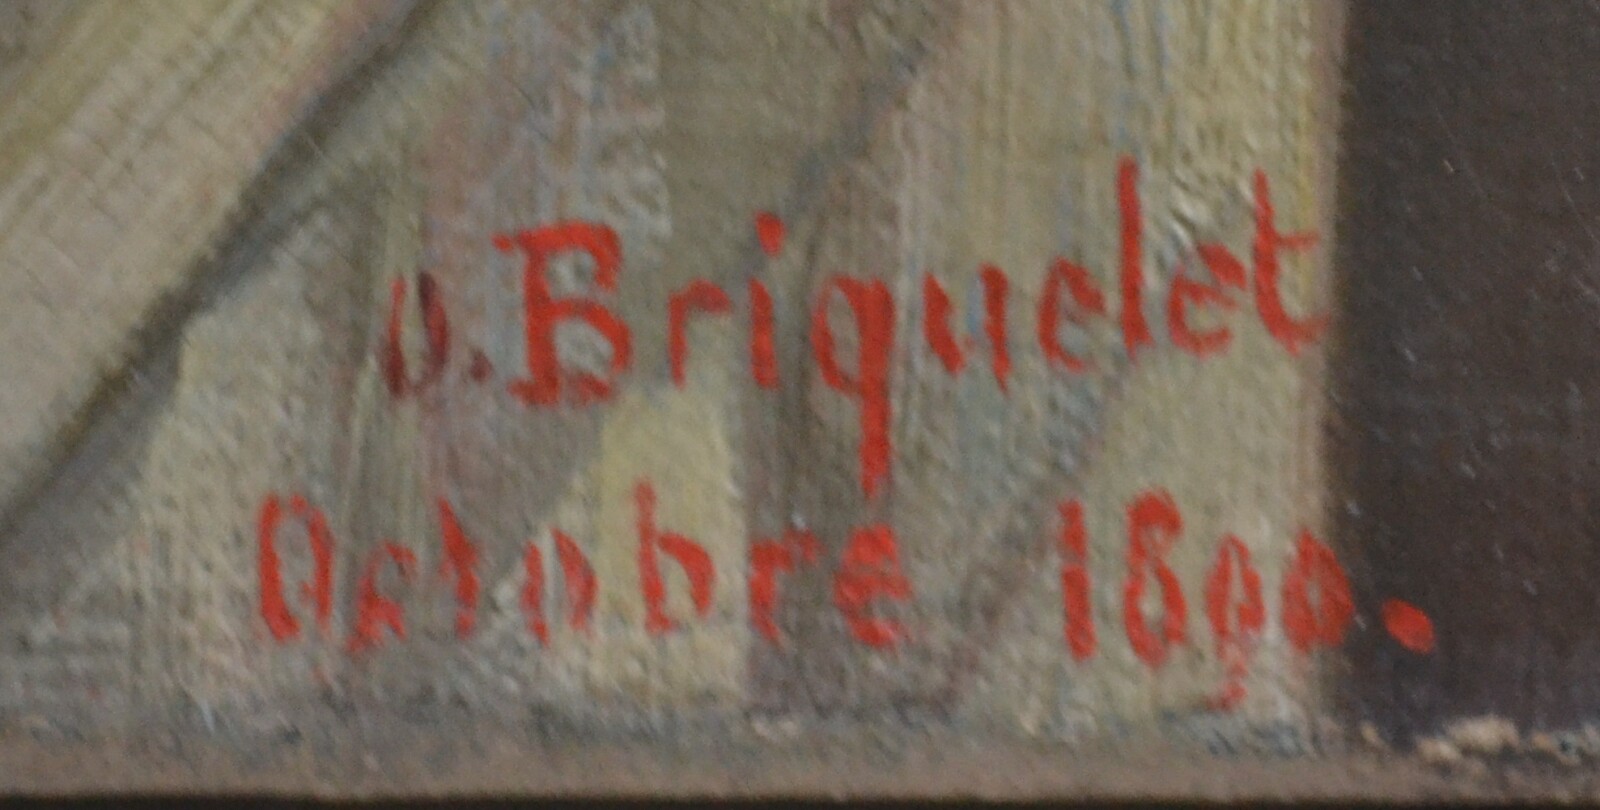 O. Briquelet
Octobre 1890.